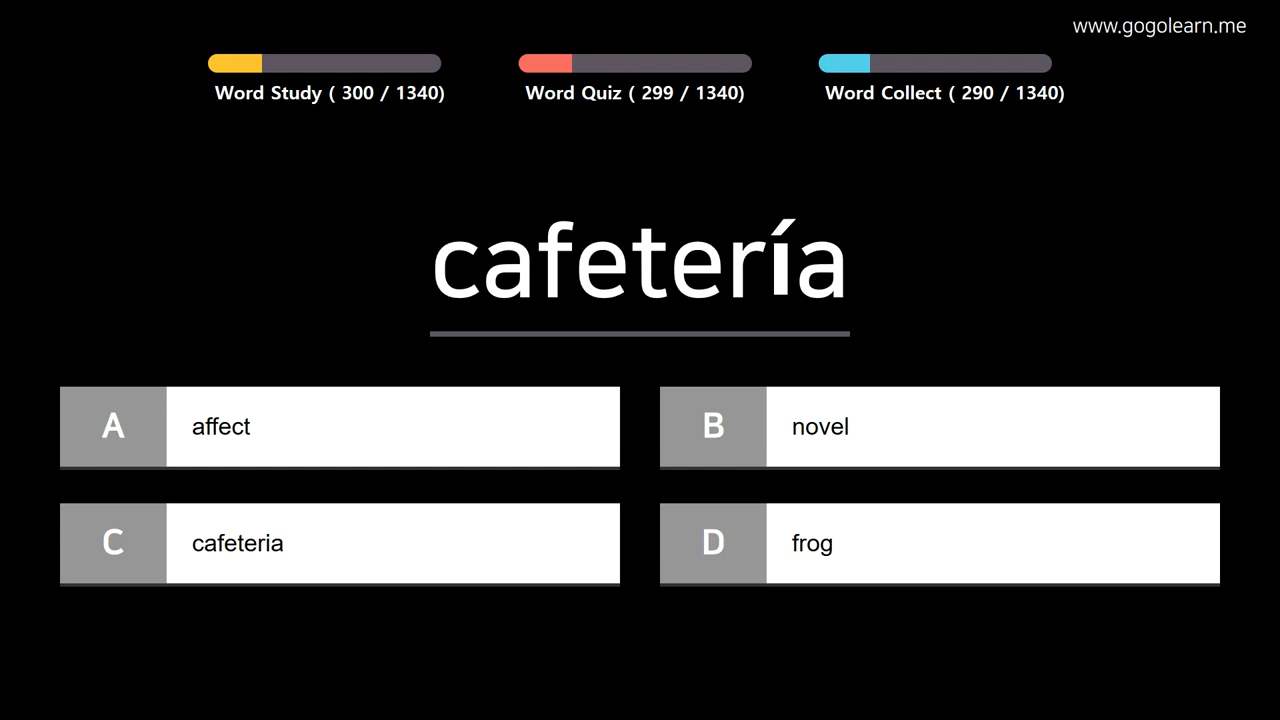 www.gogolearn.me
Word Study ( 300 / 1340)
Word Quiz ( 299 / 1340)
Word Collect ( 290 / 1340)
cafetería
A affect
B novel
C cafeteria
D frog